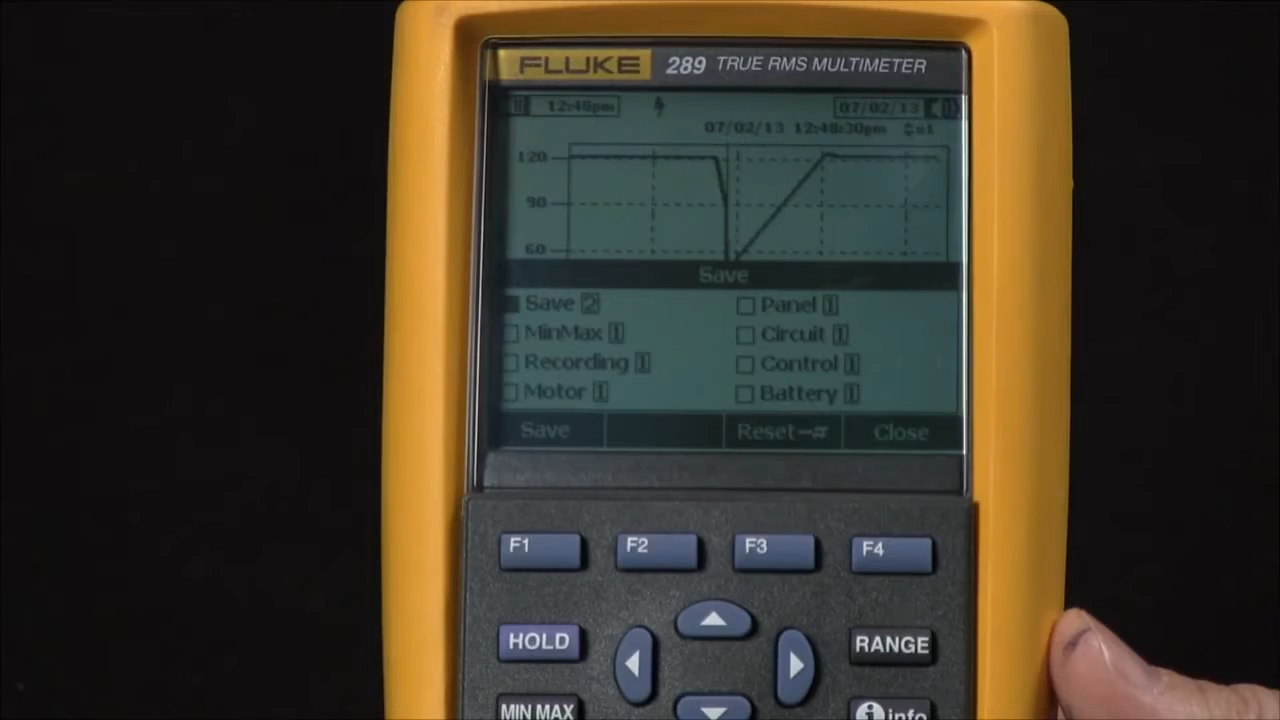 FLUKE 289 TRUE RMS MULTIMETER
12:48pm 07/02/13
07/02/13 12:48:30pm x1
120
90
60
Save
Save 2 Panel 1
MinMax 1 Circuit 1
Recording 1 Control 1
Motor 1 Battery 1
Save Reset→# Close
F1 F2 F3 F4
HOLD RANGE
MIN MAX i info